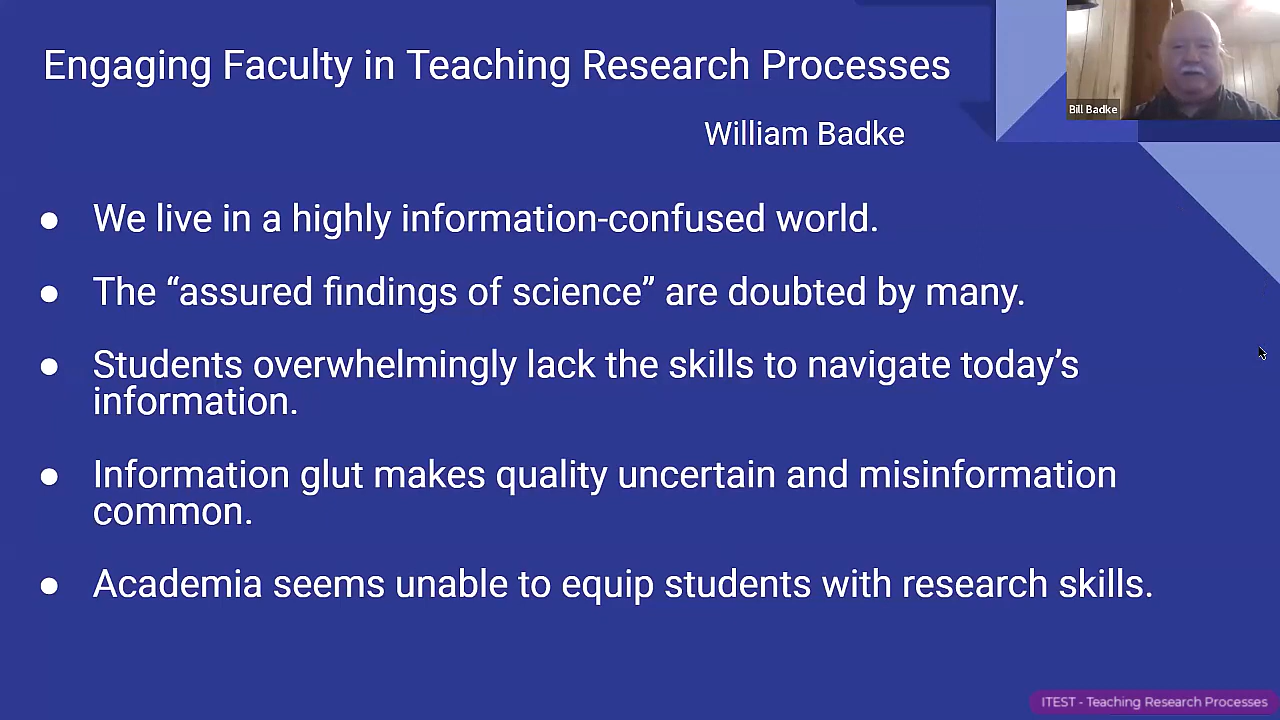 Engaging Faculty in Teaching Research Processes
Bill Badke
William Badke
● We live in a highly information-confused world.
● The “assured findings of science” are doubted by many.
● Students overwhelmingly lack the skills to navigate today’s
information.
● Information glut makes quality uncertain and misinformation
common.
● Academia seems unable to equip students with research skills.
ITEST - Teaching Research Processes